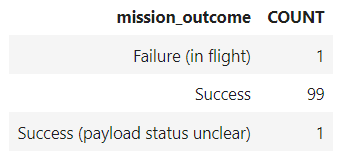 mission_outcome COUNT
Failure (in flight) 1
Success 99
Success (payload status unclear) 1